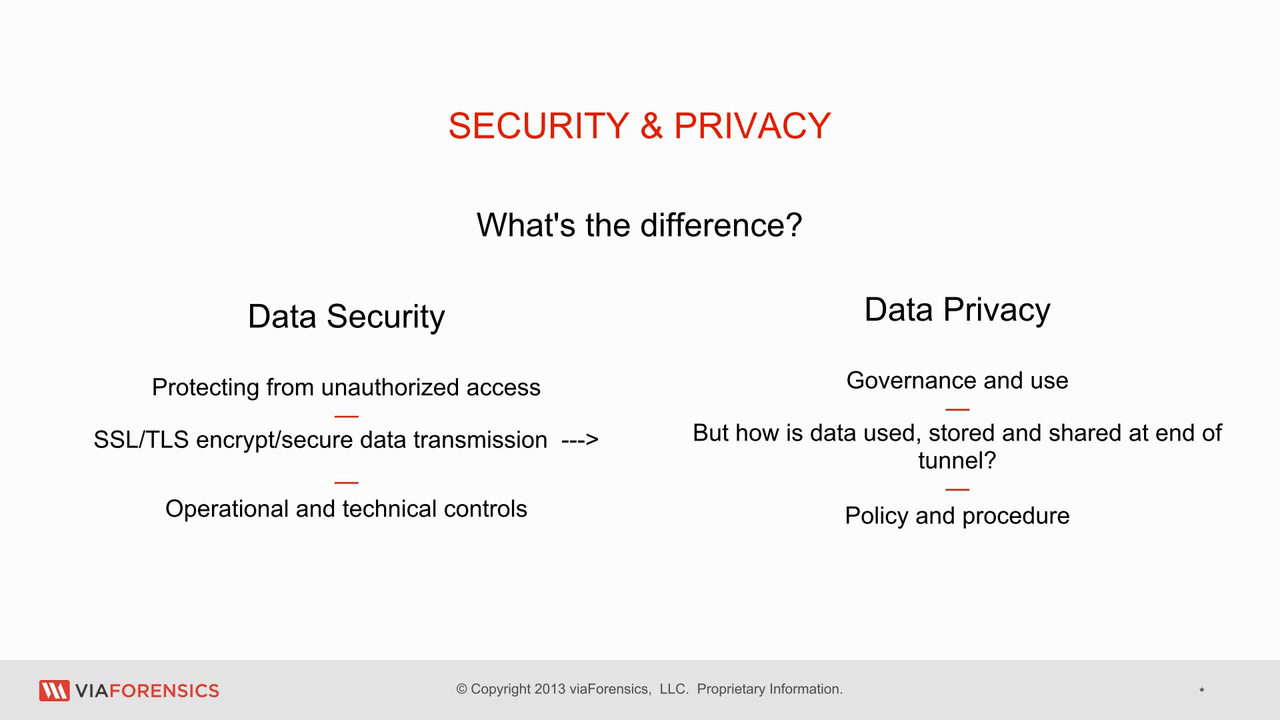 SECURITY & PRIVACY
What's the difference?
Data Security
Protecting from unauthorized access
SSL/TLS encrypt/secure data transmission --->
Operational and technical controls
Data Privacy
Governance and use
But how is data used, stored and shared at end of
tunnel?
Policy and procedure
VIAFORENSICS
© Copyright 2013 viaForensics, LLC. Proprietary Information.
*